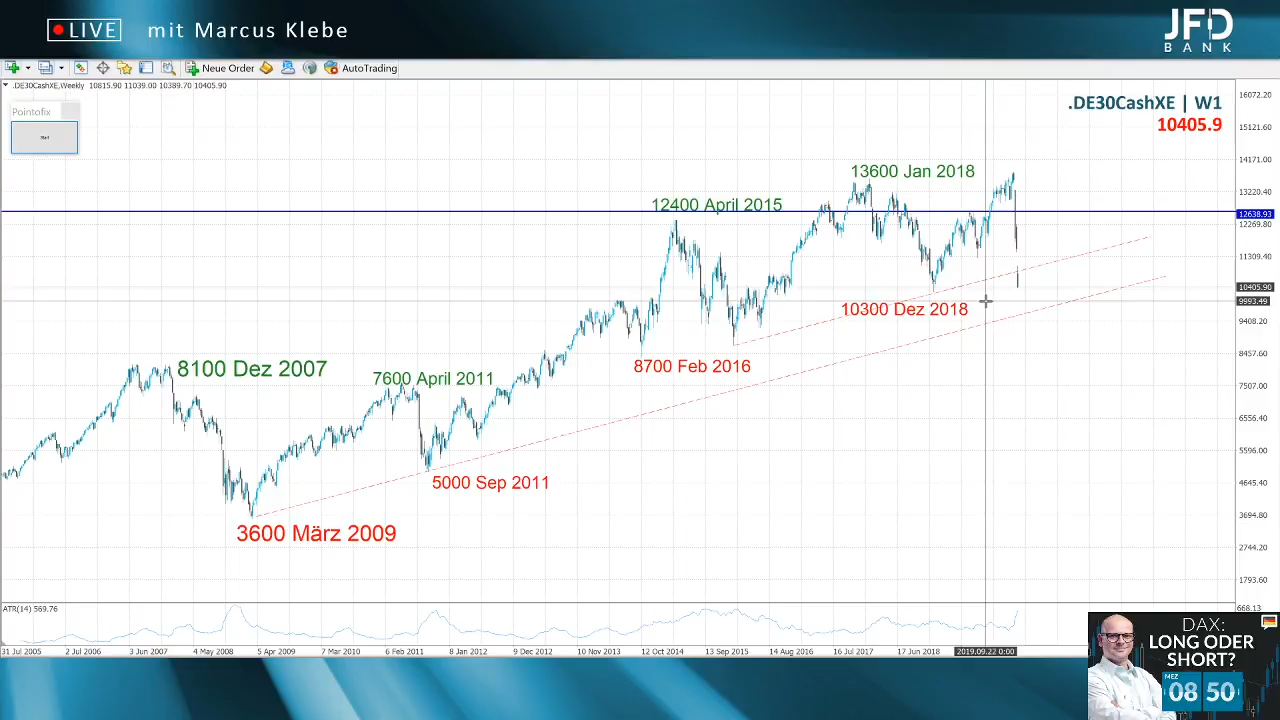 LIVE mit Marcus Klebe
JFD
BANK
Neue Order AutoTrading
.DE30CashXE,Weekly 10815.90 11039.00 10389.70 10405.90
Pointofix
.DE30CashXE | W1
10405.9
13600 Jan 2018
12400 April 2015
10300 Dez 2018
8700 Feb 2016
8100 Dez 2007
7600 April 2011
5000 Sep 2011
3600 März 2009
16072.20
15121.60
14171.00
13220.40
12638.93
12269.80
11309.40
10405.90
9993.49
9408.20
8457.60
7507.00
6556.40
5596.00
4645.40
3694.80
2744.20
1793.60
ATR(14) 569.76
668.13
31 Jul 2005 2 Jul 2006 3 Jun 2007 4 May 2008 5 Apr 2009 7 Mar 2010 6 Feb 2011 8 Jan 2012 9 Dec 2012 10 Nov 2013 12 Oct 2014 13 Sep 2015 14 Aug 2016 16 Jul 2017 17 Jun 2018 2019.09.22 0:00
DAX:
LONG ODER
SHORT?
MEZ
08 50